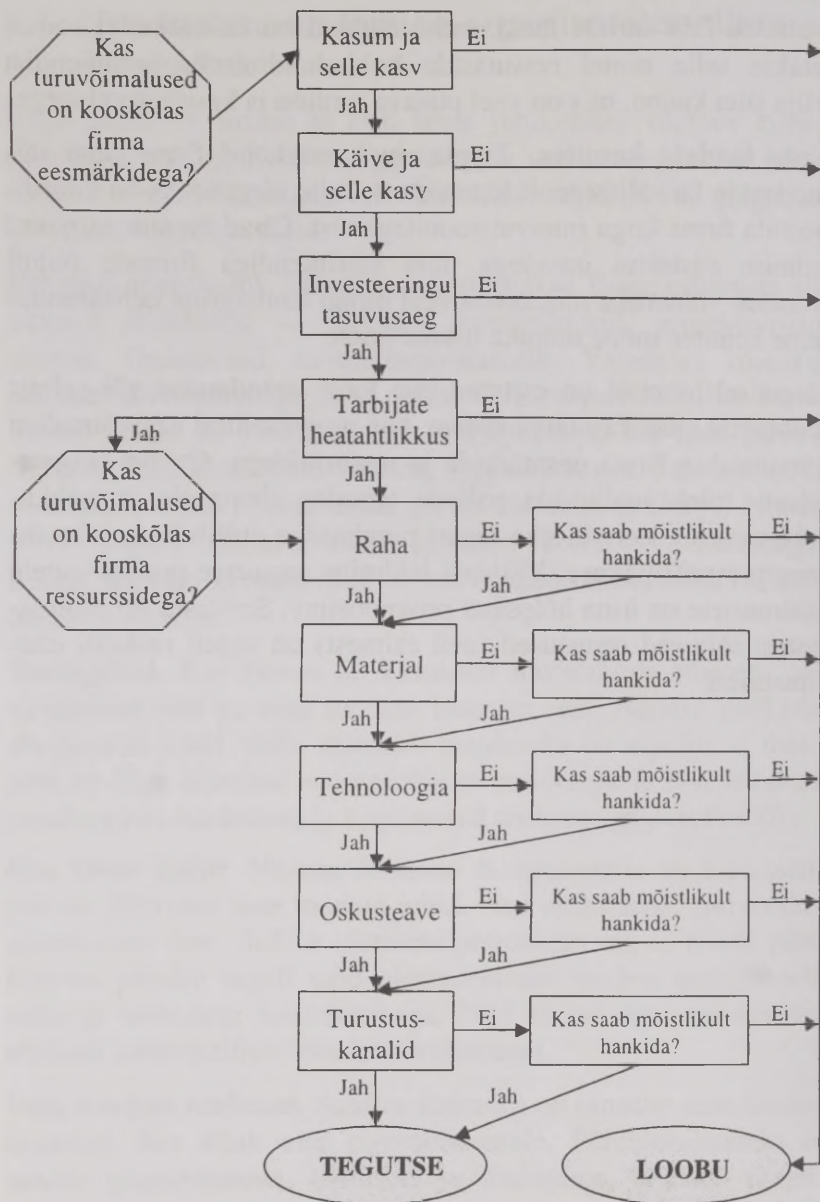 Kas
turuvõimalused
on kooskõlas
firma
eesmärkidega?
Kasum ja
selle kasv
Ei
Jah
Käive ja
selle kasv
Ei
Jah
Investeeringu
tasuvusaeg
Ei
Jah
Tarbijate
heatahtlikkus
Ei
Jah
Jah
Kas
turuvõimalused
on kooskõlas
firma
ressurssidega?
Raha
Ei
Kas saab mõistlikult
hankida?
Ei
Jah
Jah
Materjal
Ei
Kas saab mõistlikult
hankida?
Ei
Jah
Jah
Tehnoloogia
Ei
Kas saab mõistlikult
hankida?
Ei
Jah
Jah
Oskusteave
Ei
Kas saab mõistlikult
hankida?
Ei
Jah
Jah
Turustus-
kanalid
Ei
Kas saab mõistlikult
hankida?
Ei
Jah
Jah
TEGUTSE
LOOBU